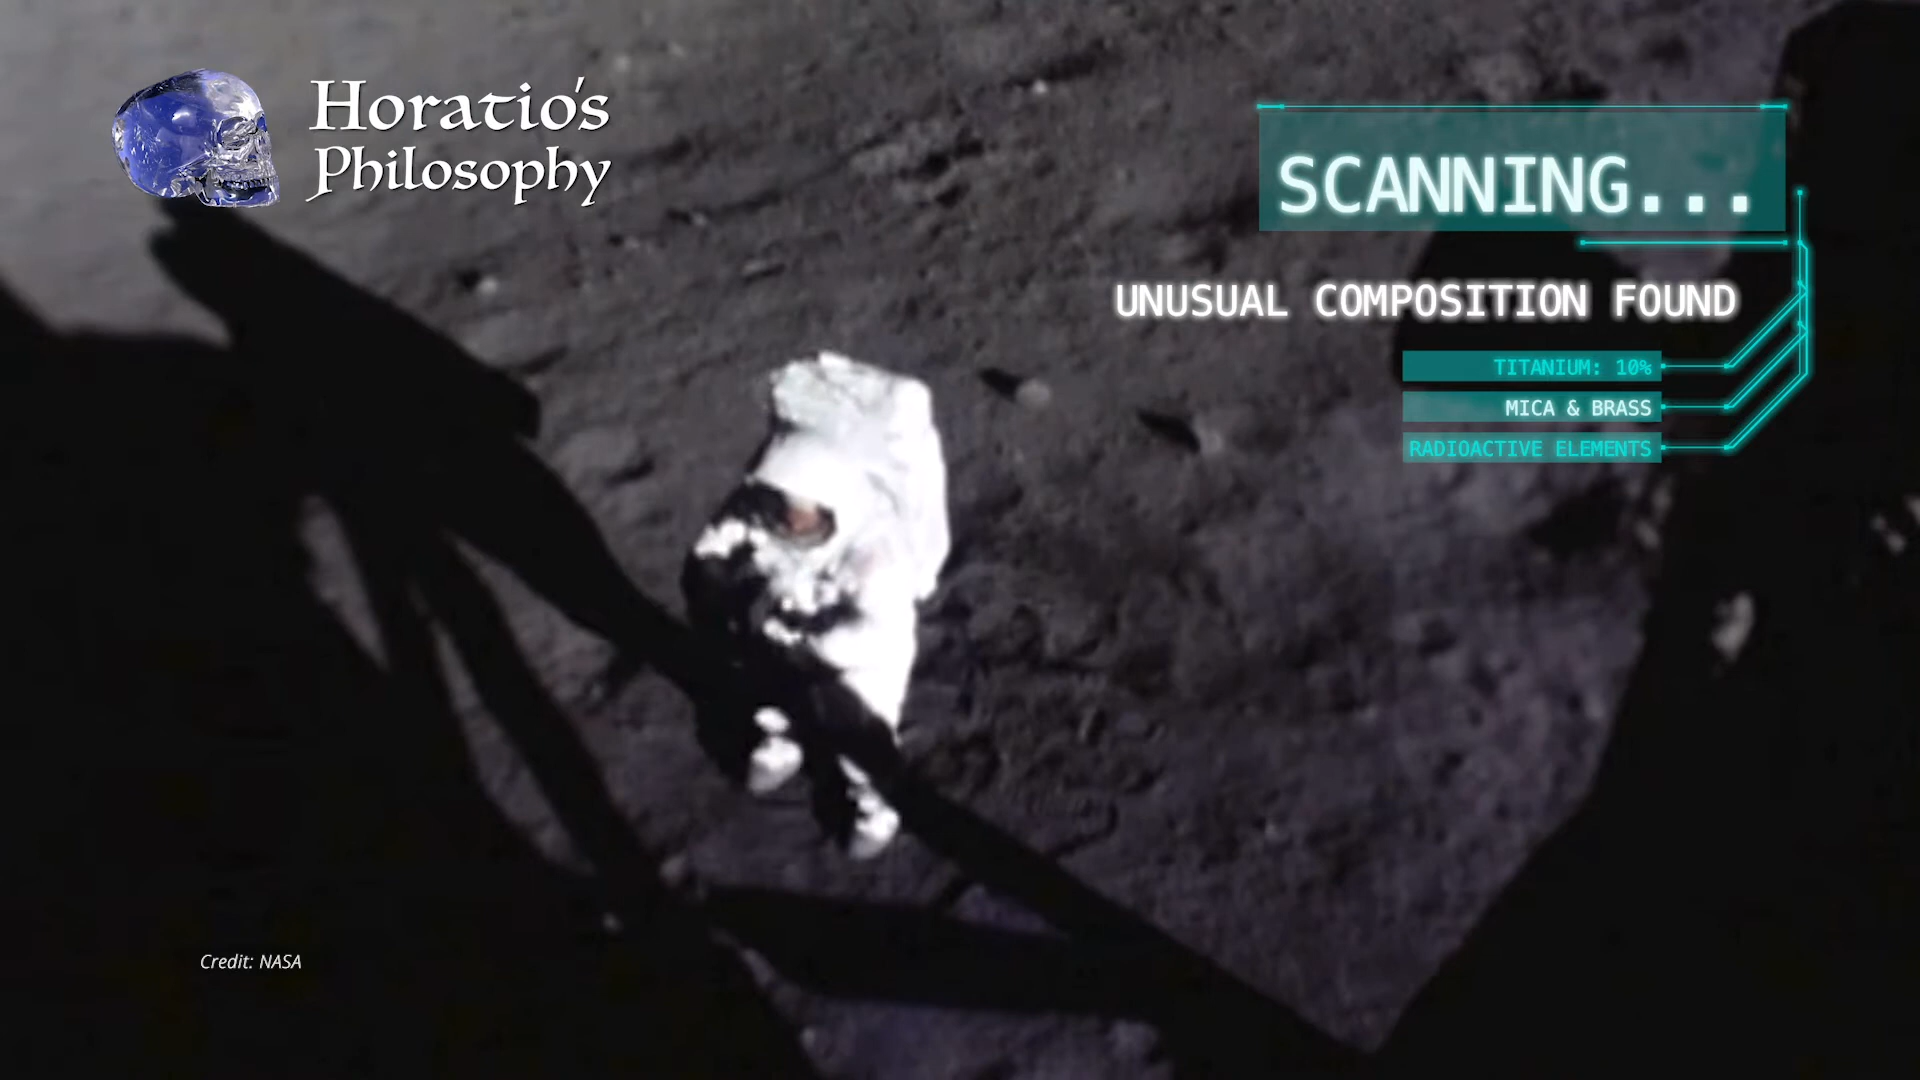 Horatio's
Philosophy
SCANNING...
UNUSUAL COMPOSITION FOUND
TITANIUM: 10%
MICA & BRASS
RADIOACTIVE ELEMENTS
Credit: NASA